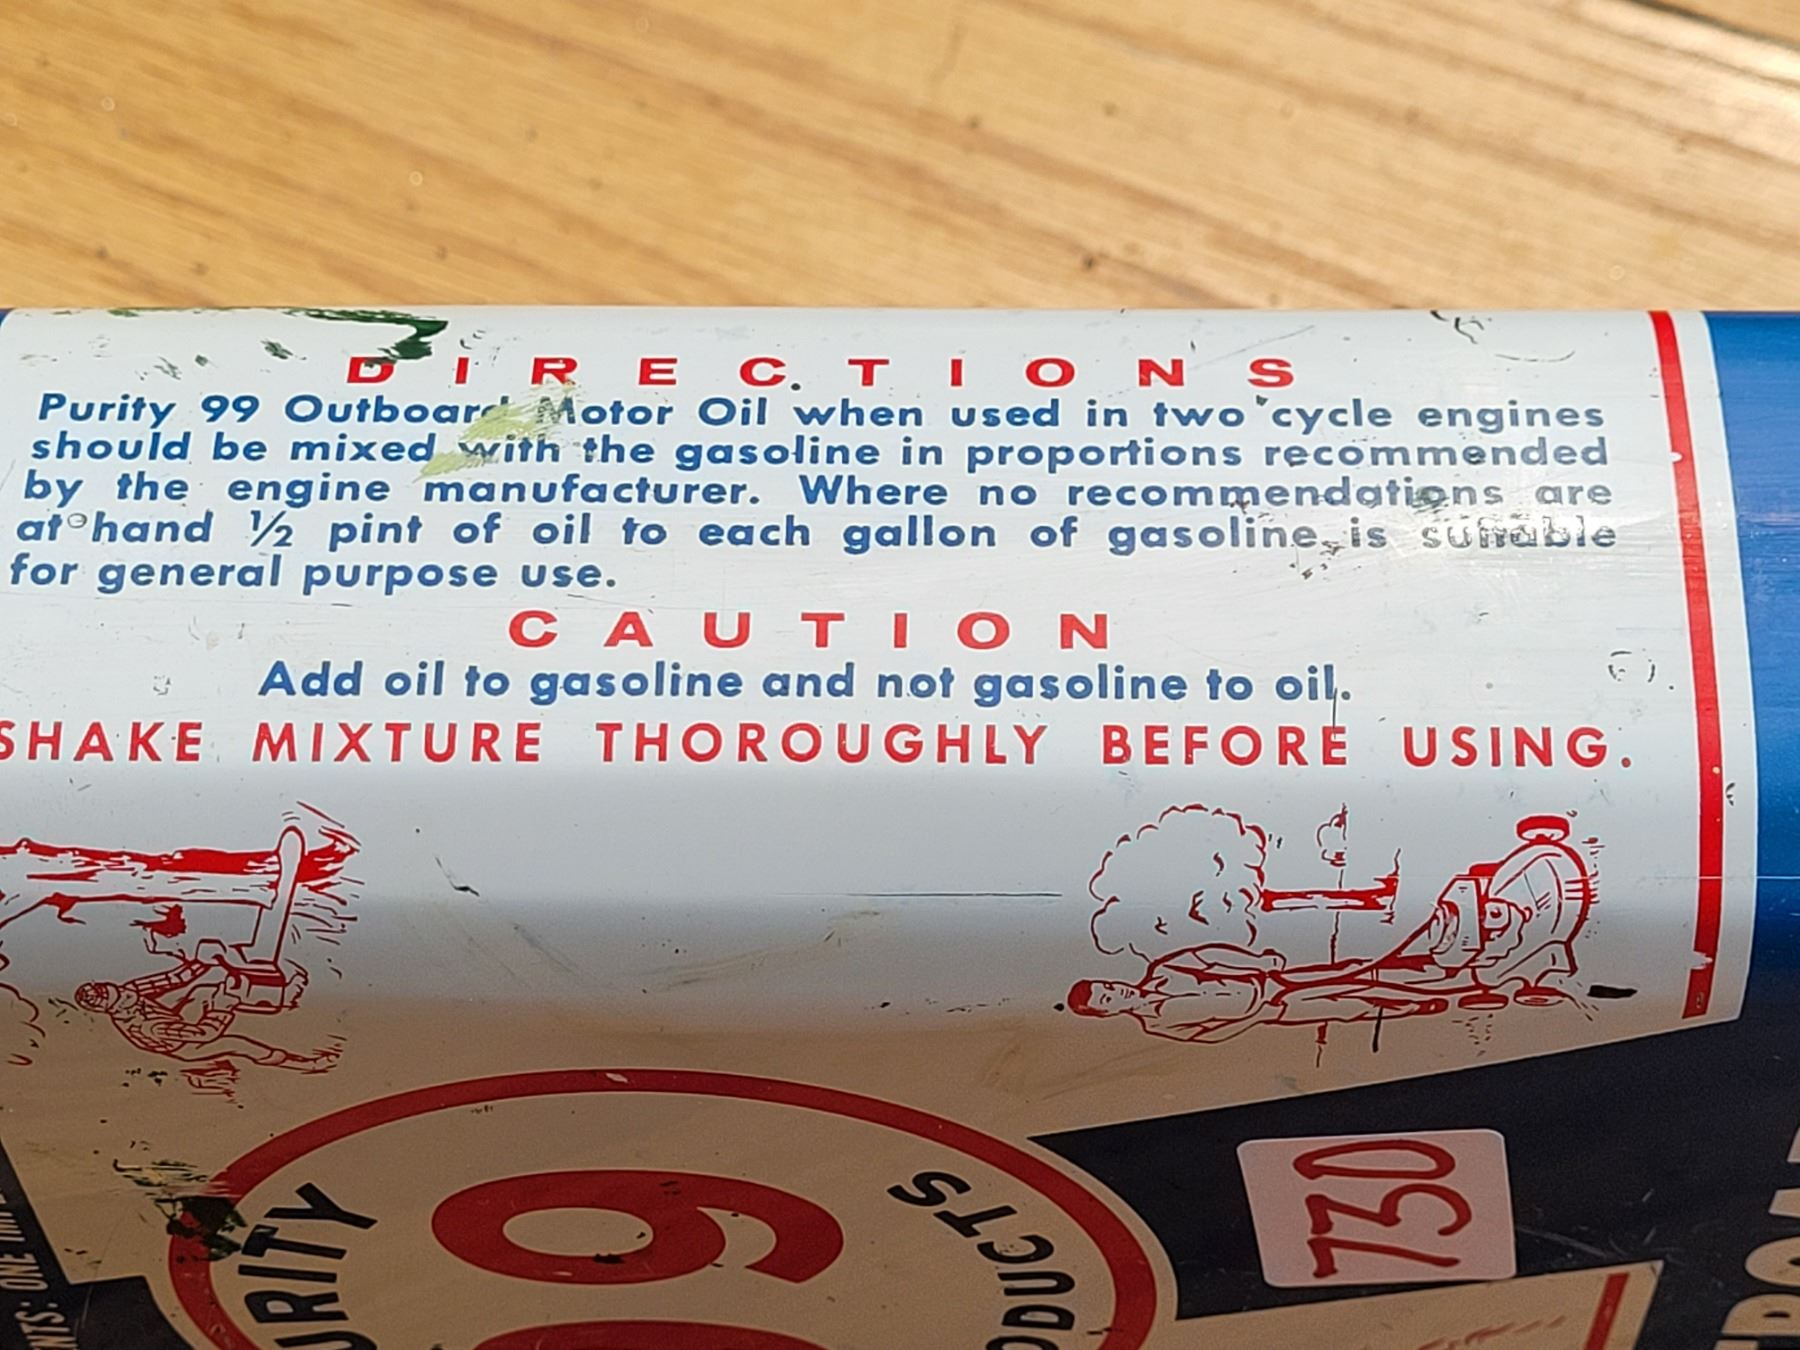 DIRECTIONS
Purity 99 Outboard Motor Oil when used in two cycle engines
should be mixed with the gasoline in proportions recommended
by the engine manufacturer. Where no recommendations are
at hand ½ pint of oil to each gallon of gasoline is suitable
for general purpose use.
CAUTION
Add oil to gasoline and not gasoline to oil.
SHAKE MIXTURE THOROUGHLY BEFORE USING.
99
730